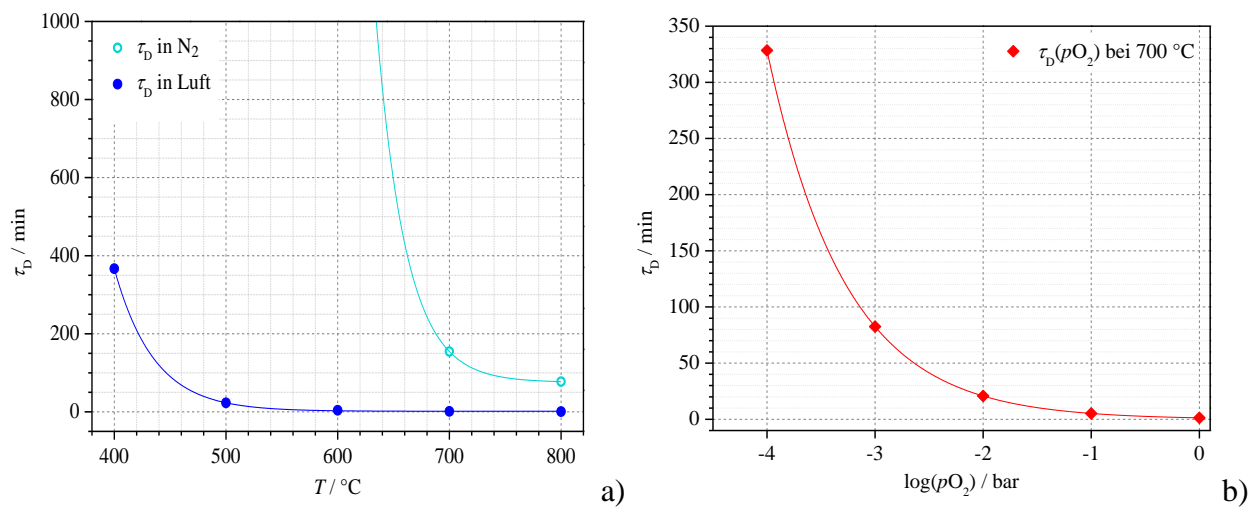 1000
800
600
400
200
0
τD / min
τD in N2
τD in Luft
400 500 600 700 800
T / °C
a)
350
300
250
200
150
100
50
0
τD / min
τD(pO2) bei 700 °C
-4 -3 -2 -1 0
log(pO2) / bar
b)